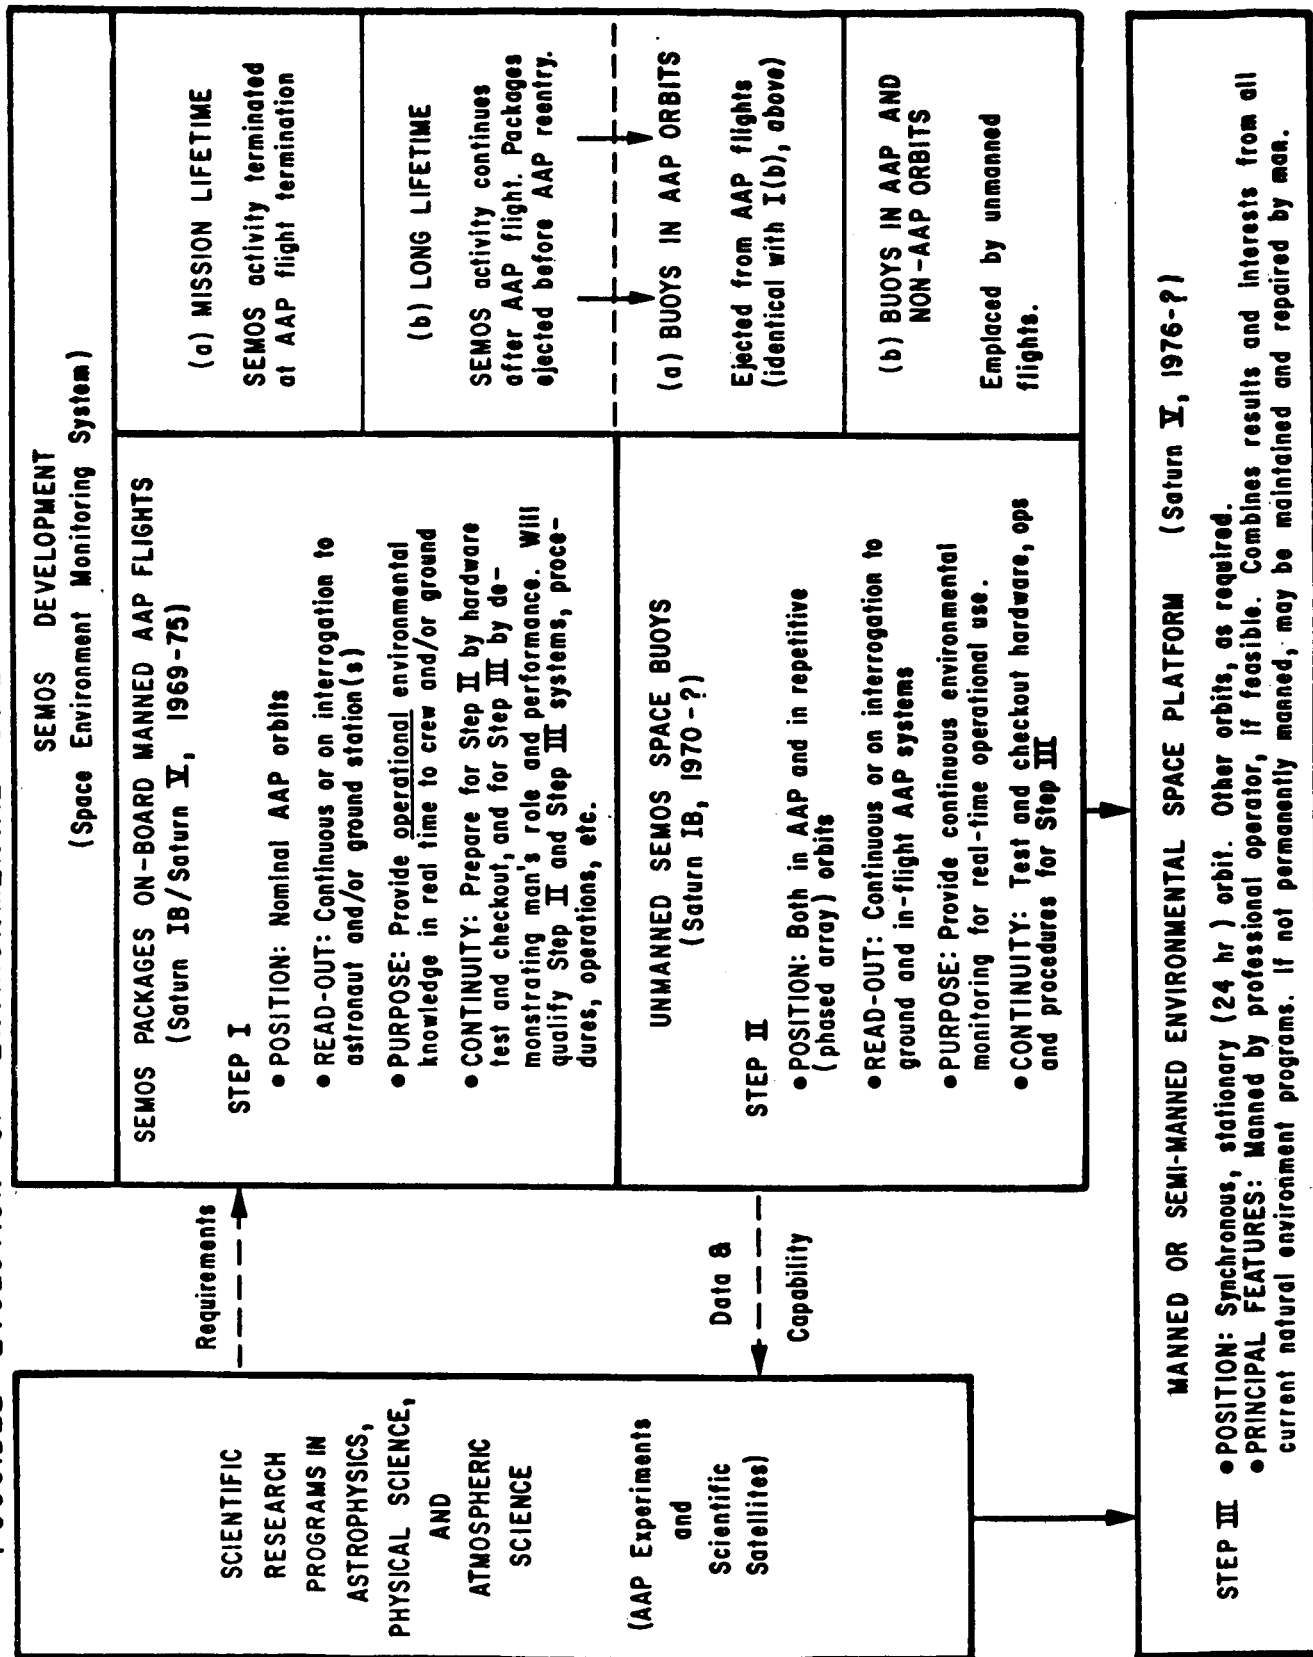 SEMOS DEVELOPMENT
(Space Environment Monitoring System)
SCIENTIFIC
RESEARCH
PROGRAMS IN
ASTROPHYSICS,
PHYSICAL SCIENCE,
AND
ATMOSPHERIC
SCIENCE
(AAP Experiments
and
Scientific
Satellites)
Requirements
Data &
Capability
SEMOS PACKAGES ON-BOARD MANNED AAP FLIGHTS
(Saturn IB/Saturn V, 1969-75)
STEP I
• POSITION: Nominal AAP orbits
• READ-OUT: Continuous or on interrogation to
astronaut and/or ground station(s)
• PURPOSE: Provide operational environmental
knowledge in real time to crew and/or ground
• CONTINUITY: Prepare for Step II by hardware
test and checkout, and for Step III by de-
monstrating man's role and performance. Will
qualify Step II and Step III systems, proce-
dures, operations, etc.
(a) MISSION LIFETIME
SEMOS activity terminated
at AAP flight termination
(b) LONG LIFETIME
SEMOS activity continues
after AAP flight. Packages
ejected before AAP reentry.
UNMANNED SEMOS SPACE BUOYS
(Saturn IB, 1970-?)
STEP II
• POSITION: Both in AAP and in repetitive
(phased array) orbits
• READ-OUT: Continuous or on interrogation to
ground and in-flight AAP systems
• PURPOSE: Provide continuous environmental
monitoring for real-time operational use.
• CONTINUITY: Test and checkout hardware, ops
and procedures for Step III
(a) BUOYS IN AAP ORBITS
Ejected from AAP flights
(identical with I(b), above)
(b) BUOYS IN AAP AND
NON-AAP ORBITS
Emplaced by unmanned
flights.
MANNED OR SEMI-MANNED ENVIRONMENTAL SPACE PLATFORM (Saturn V, 1976-?)
STEP III • POSITION: Synchronous, stationary (24 hr) orbit. Other orbits, as required.
• PRINCIPAL FEATURES: Manned by professional operator, if feasible. Combines results and interests from all
current natural environment programs. If not permanently manned, may be maintained and repaired by man.